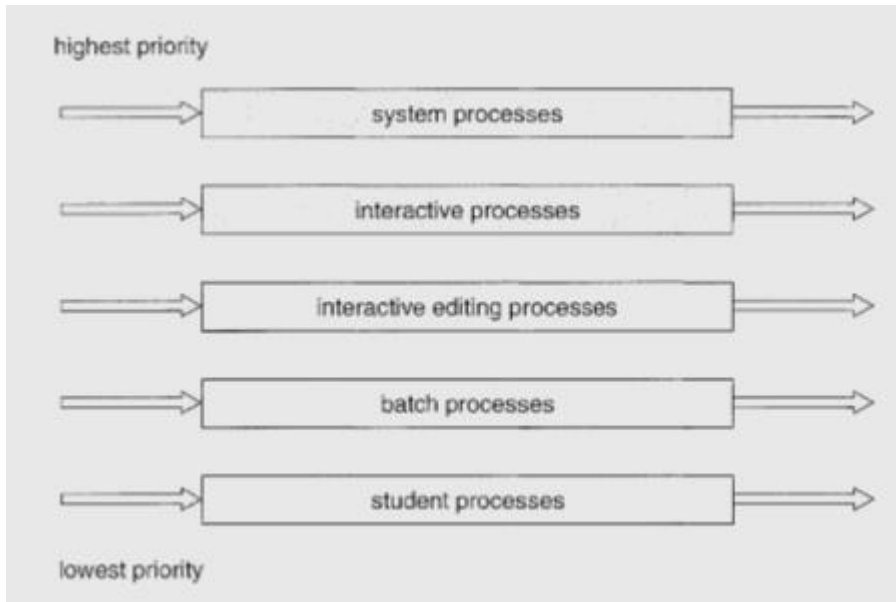 highest priority
system processes
interactive processes
interactive editing processes
batch processes
student processes
lowest priority